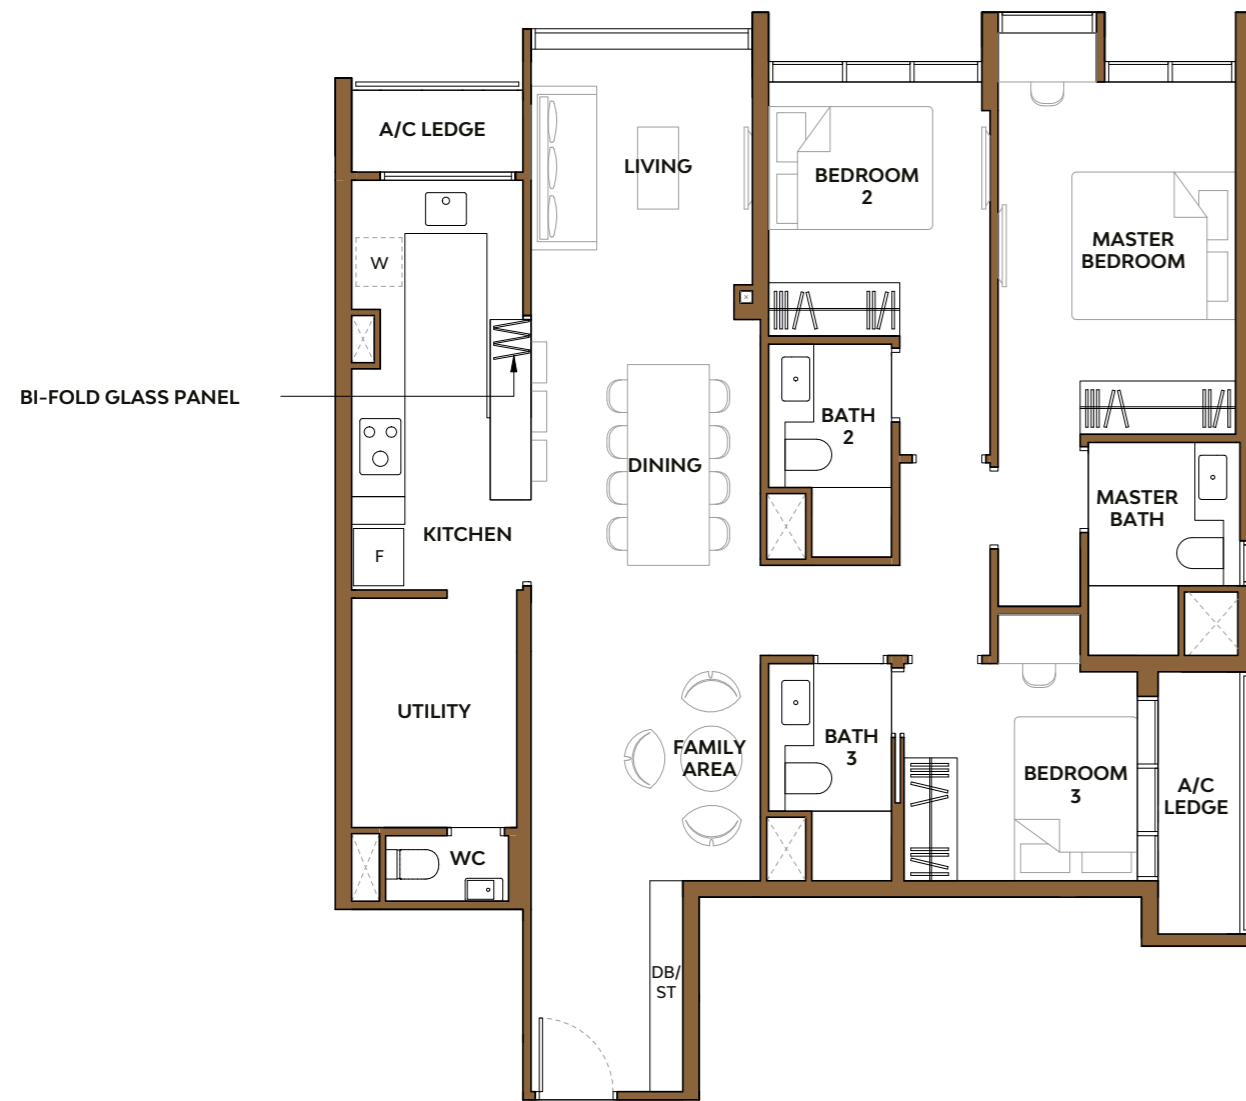 A/C LEDGE
LIVING
BEDROOM
2
MASTER
BEDROOM
W
BI-FOLD GLASS PANEL
BATH
2
DINING
MASTER
BATH
KITCHEN
F
UTILITY
FAMILY
AREA
BATH
3
BEDROOM
3
A/C
LEDGE
WC
DB/
ST